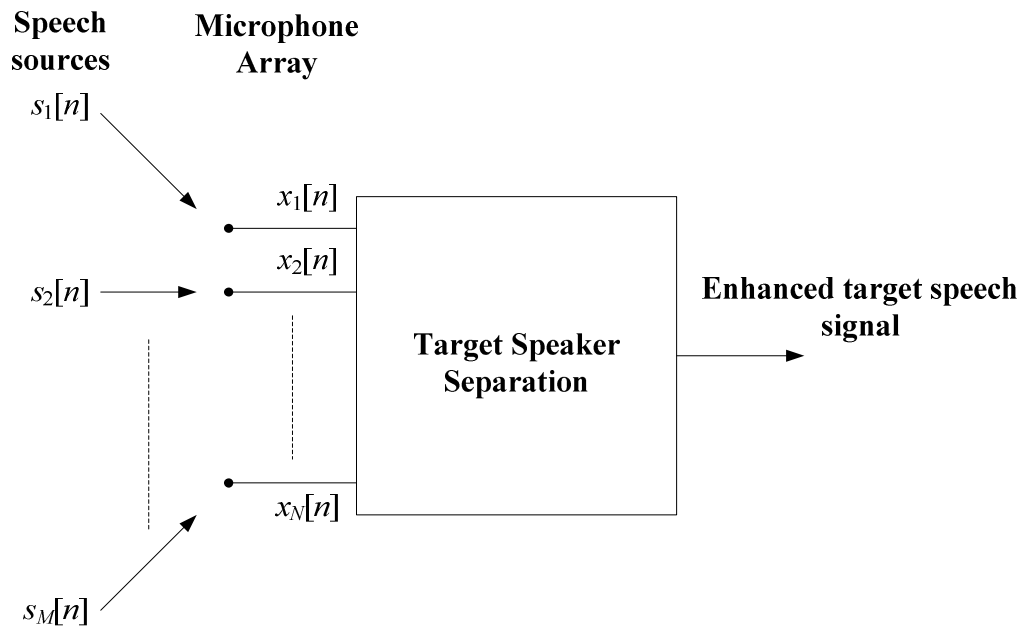 Speech
sources
Microphone
Array
s1[n]
x1[n]
x2[n]
s2[n]
Enhanced target speech
signal
Target Speaker
Separation
xN[n]
sM[n]